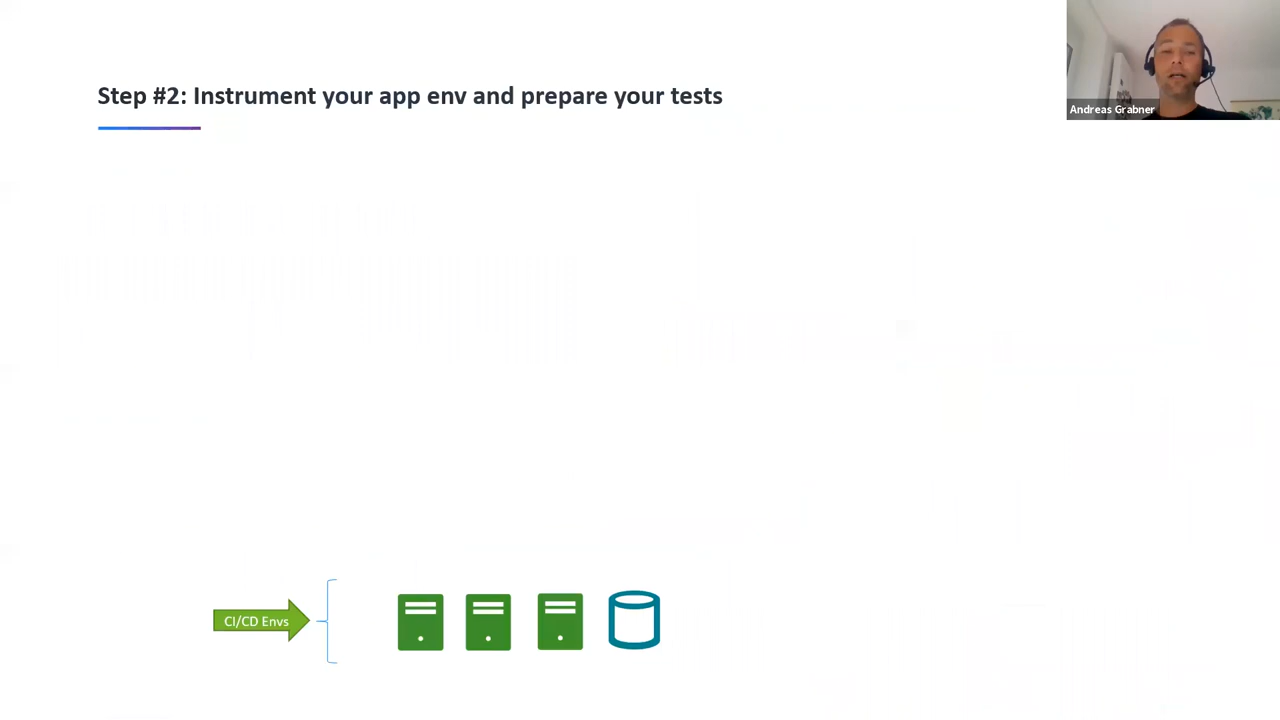 Step #2: Instrument your app env and prepare your tests
Andreas Grabner
CI/CD Envs